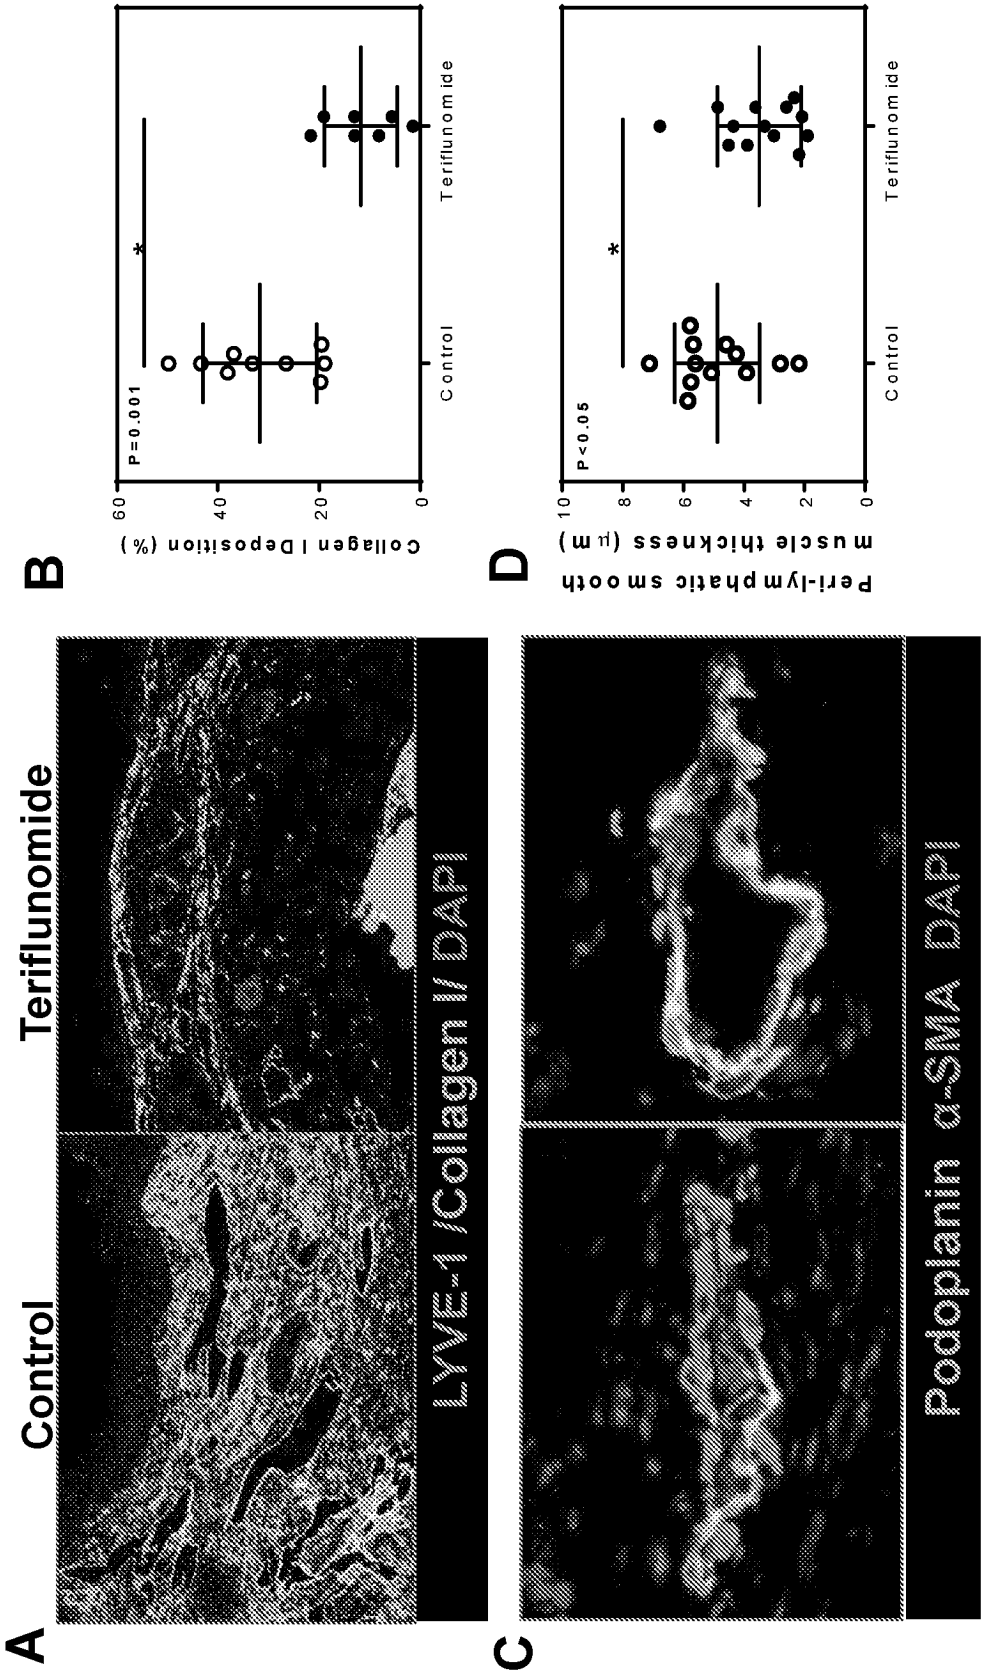 A
Control
Teriflunomide
LYVE-1 /Collagen I/ DAPI
B
Collagen I Deposition (%)
60
40
20
0
P=0.001
*
Control
Teriflunomide
C
Podoplanin α-SMA DAPI
D
Peri-lymphatic smooth
muscle thickness (μm)
10
8
6
4
2
0
P<0.05
*
Control
Teriflunomide